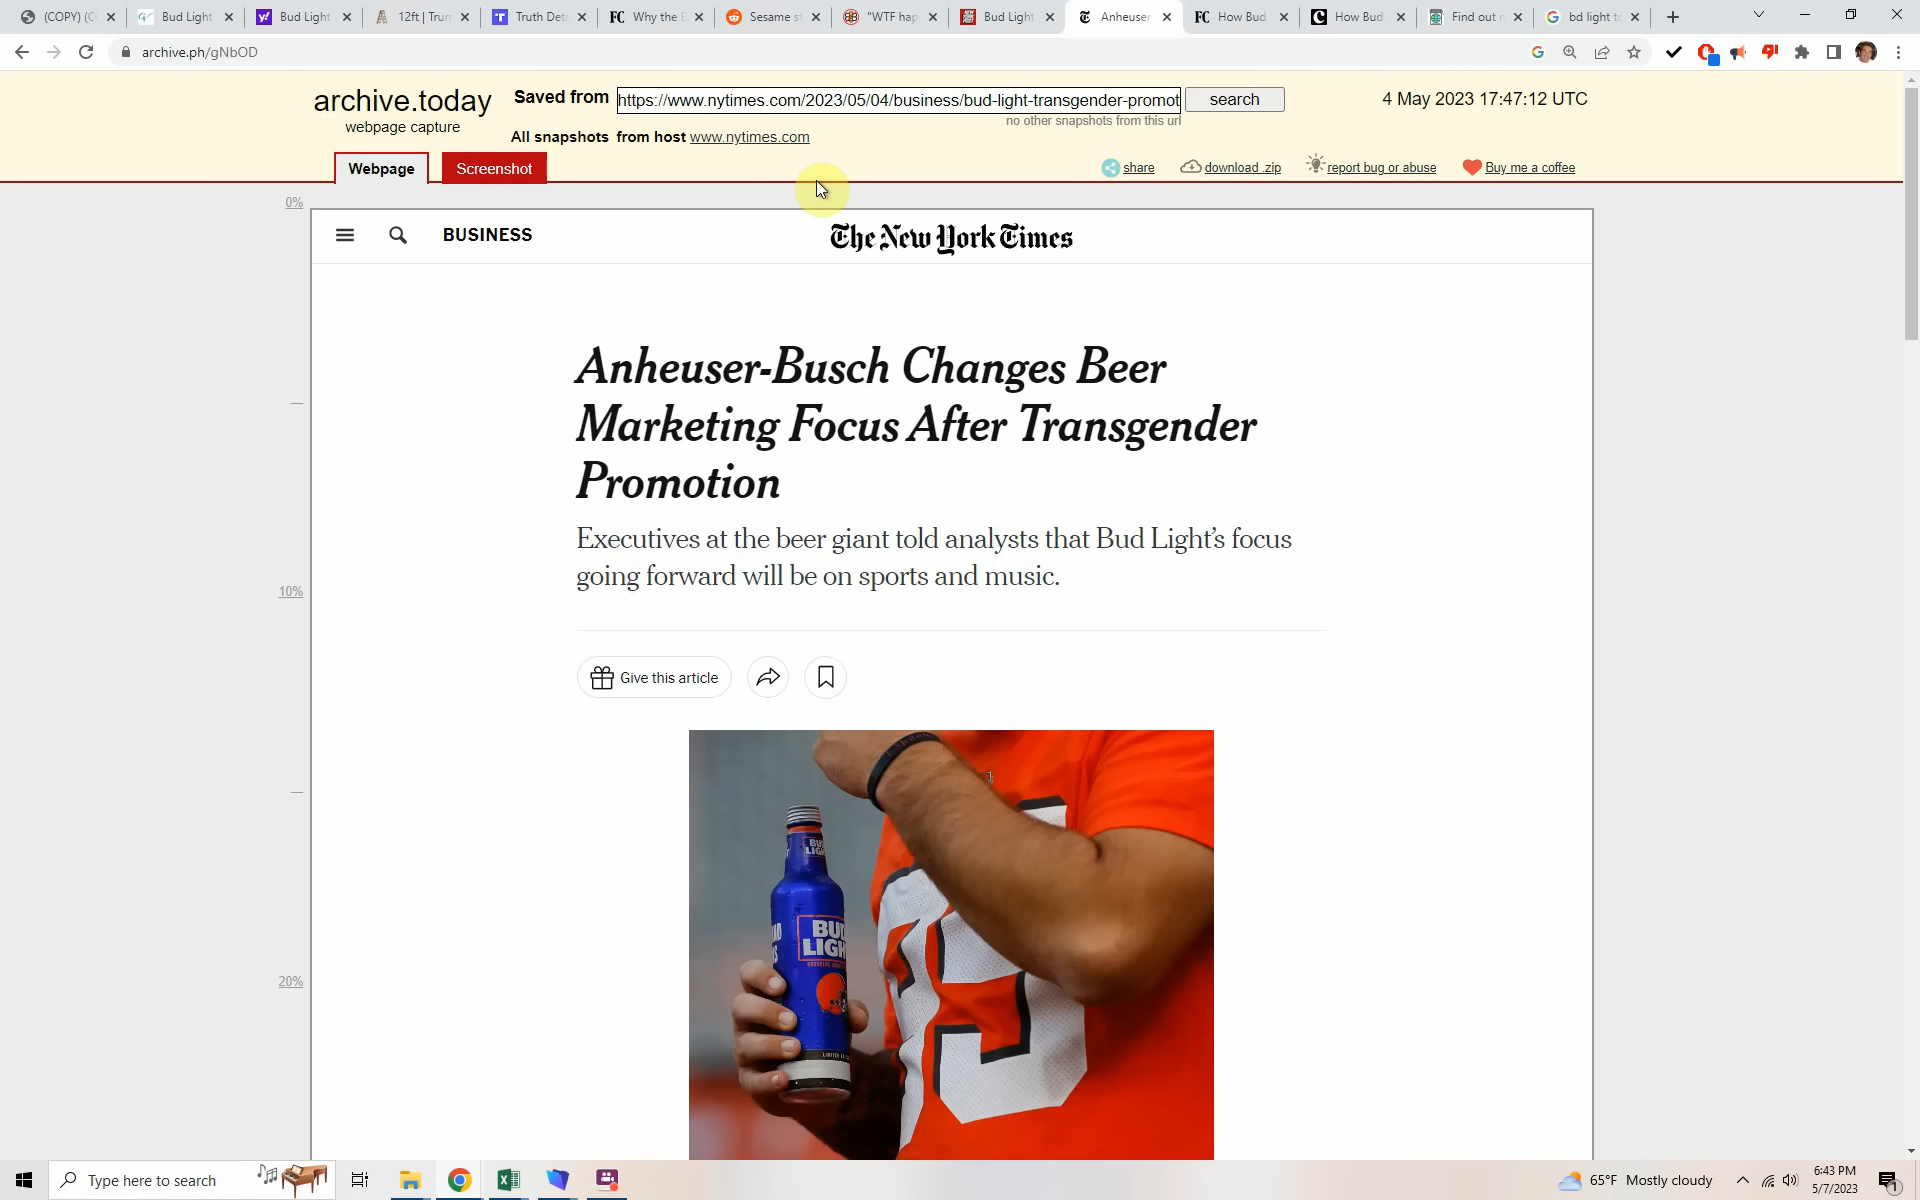 (COPY) (C
Bud Light
Bud Light
12ft | Trum
Truth Det
Why the B
Sesame st
"WTF hap
Bud Light
Anheuser
How Bud
How Bud
Find out n
bd light to
archive.ph/gNbOD
archive.today
webpage capture
Saved from
https://www.nytimes.com/2023/05/04/business/bud-light-transgender-promot
search
4 May 2023 17:47:12 UTC
no other snapshots from this url
All snapshots from host www.nytimes.com
Webpage
Screenshot
share
download .zip
report bug or abuse
Buy me a coffee
0%
BUSINESS
The New York Times
Anheuser-Busch Changes Beer
Marketing Focus After Transgender
Promotion
Executives at the beer giant told analysts that Bud Light's focus
going forward will be on sports and music.
10%
Give this article
20%
BUD
LIGHT
Type here to search
65°F Mostly cloudy
6:43 PM
5/7/2023
1